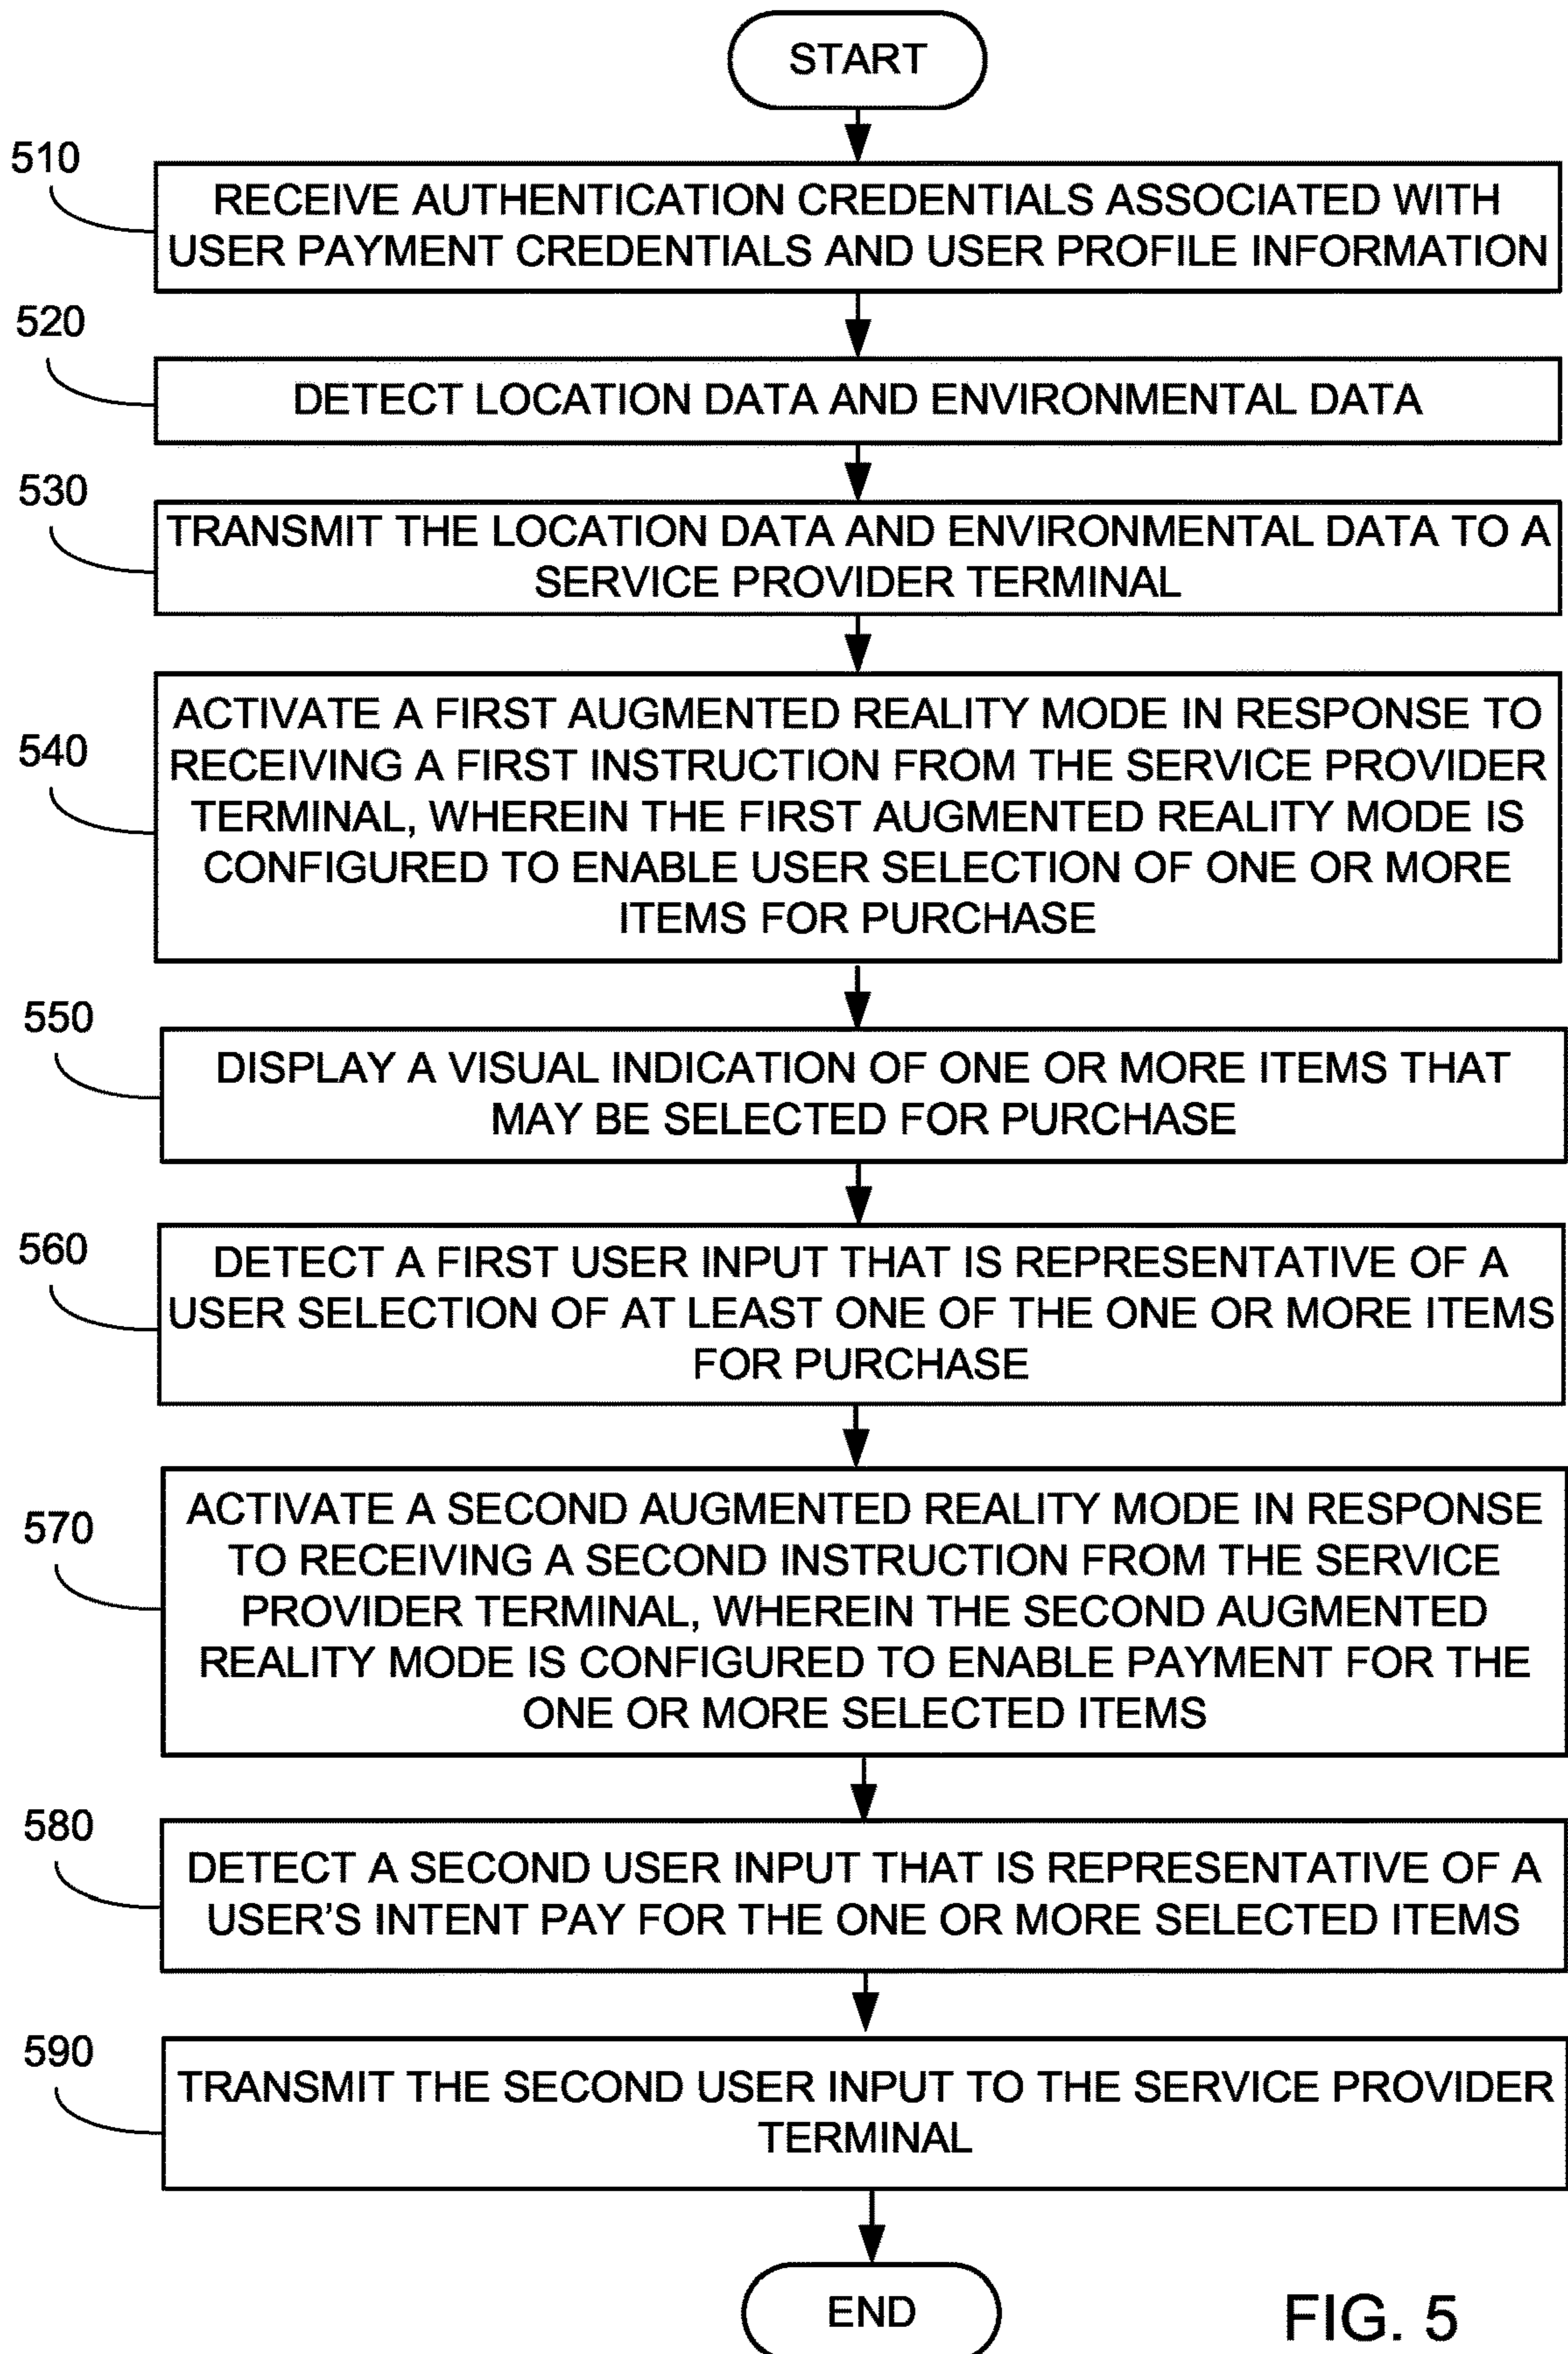 START
510
RECEIVE AUTHENTICATION CREDENTIALS ASSOCIATED WITH
USER PAYMENT CREDENTIALS AND USER PROFILE INFORMATION
520
DETECT LOCATION DATA AND ENVIRONMENTAL DATA
530
TRANSMIT THE LOCATION DATA AND ENVIRONMENTAL DATA TO A
SERVICE PROVIDER TERMINAL
540
ACTIVATE A FIRST AUGMENTED REALITY MODE IN RESPONSE TO
RECEIVING A FIRST INSTRUCTION FROM THE SERVICE PROVIDER
TERMINAL, WHEREIN THE FIRST AUGMENTED REALITY MODE IS
CONFIGURED TO ENABLE USER SELECTION OF ONE OR MORE
ITEMS FOR PURCHASE
550
DISPLAY A VISUAL INDICATION OF ONE OR MORE ITEMS THAT
MAY BE SELECTED FOR PURCHASE
560
DETECT A FIRST USER INPUT THAT IS REPRESENTATIVE OF A
USER SELECTION OF AT LEAST ONE OF THE ONE OR MORE ITEMS
FOR PURCHASE
570
ACTIVATE A SECOND AUGMENTED REALITY MODE IN RESPONSE
TO RECEIVING A SECOND INSTRUCTION FROM THE SERVICE
PROVIDER TERMINAL, WHEREIN THE SECOND AUGMENTED
REALITY MODE IS CONFIGURED TO ENABLE PAYMENT FOR THE
ONE OR MORE SELECTED ITEMS
580
DETECT A SECOND USER INPUT THAT IS REPRESENTATIVE OF A
USER’S INTENT PAY FOR THE ONE OR MORE SELECTED ITEMS
590
TRANSMIT THE SECOND USER INPUT TO THE SERVICE PROVIDER
TERMINAL
END
FIG. 5